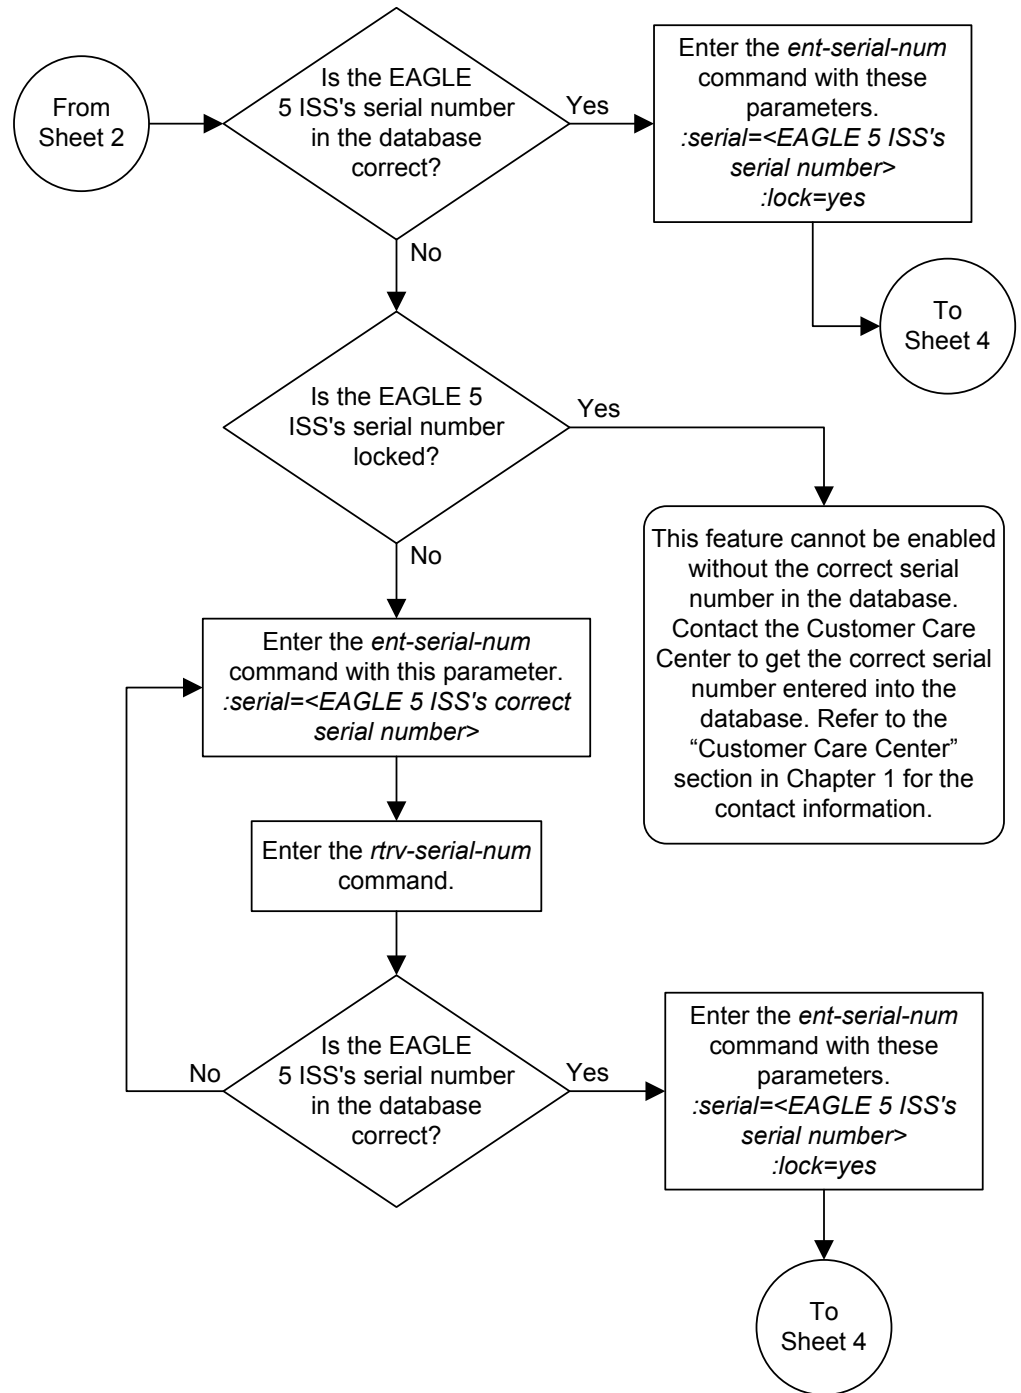 From
Sheet 2
Is the EAGLE
5 ISS's serial number
in the database
correct?
Yes
Enter the ent-serial-num
command with these
parameters.
:serial=<EAGLE 5 ISS's
serial number>
:lock=yes
No
To
Sheet 4
Is the EAGLE 5
ISS's serial number
locked?
Yes
No
This feature cannot be enabled
without the correct serial
number in the database.
Contact the Customer Care
Center to get the correct serial
number entered into the
database. Refer to the
“Customer Care Center”
section in Chapter 1 for the
contact information.
Enter the ent-serial-num
command with this parameter.
:serial=<EAGLE 5 ISS's correct
serial number>
Enter the rtrv-serial-num
command.
Is the EAGLE
5 ISS's serial number
in the database
correct?
No
Yes
Enter the ent-serial-num
command with these
parameters.
:serial=<EAGLE 5 ISS's
serial number>
:lock=yes
To
Sheet 4